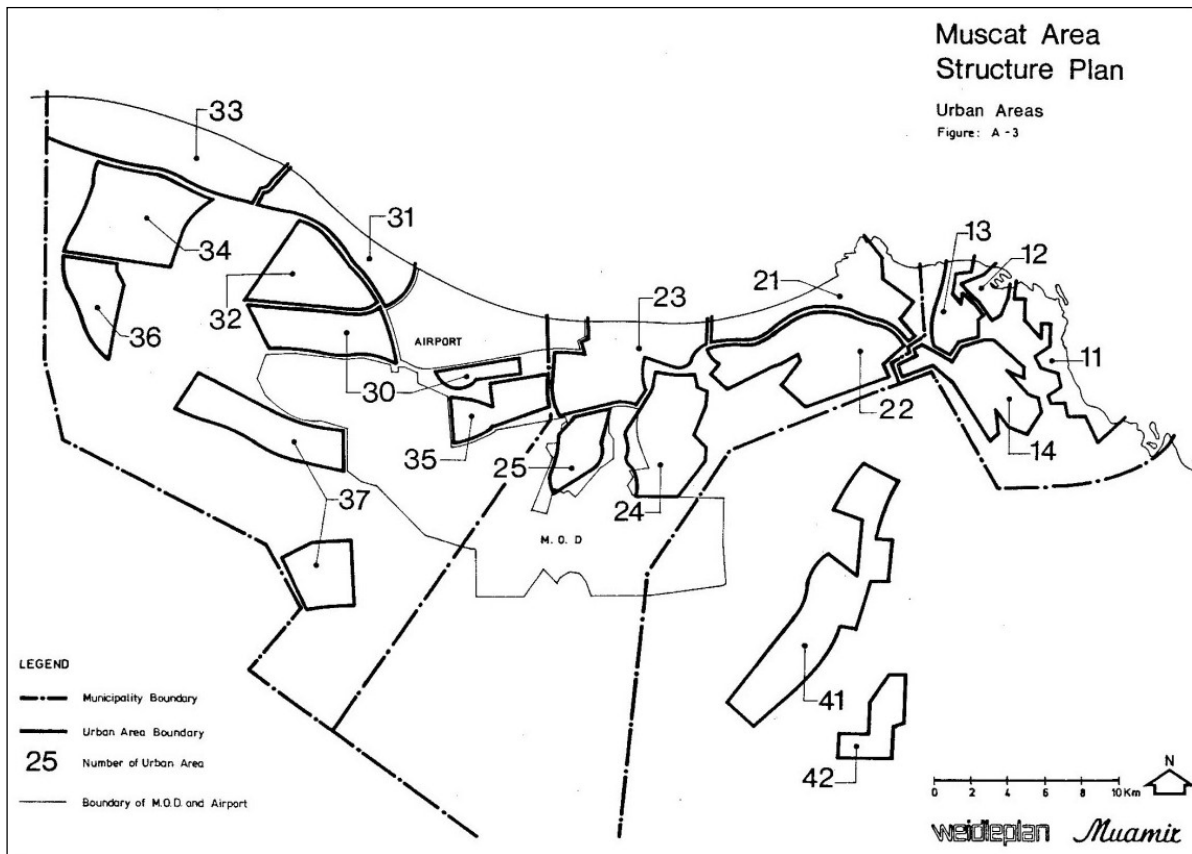 Muscat Area
Structure Plan
Urban Areas
Figure: A-3
33
31
34
32
36
AIRPORT
30
35
37
23
21
13
12
11
22
14
25
24
M.O.D
41
42
LEGEND
Municipality Boundary
Urban Area Boundary
25 Number of Urban Area
Boundary of M.O.D. and Airport
N
0 2 4 6 8 10 Km
weidleplan Muamir